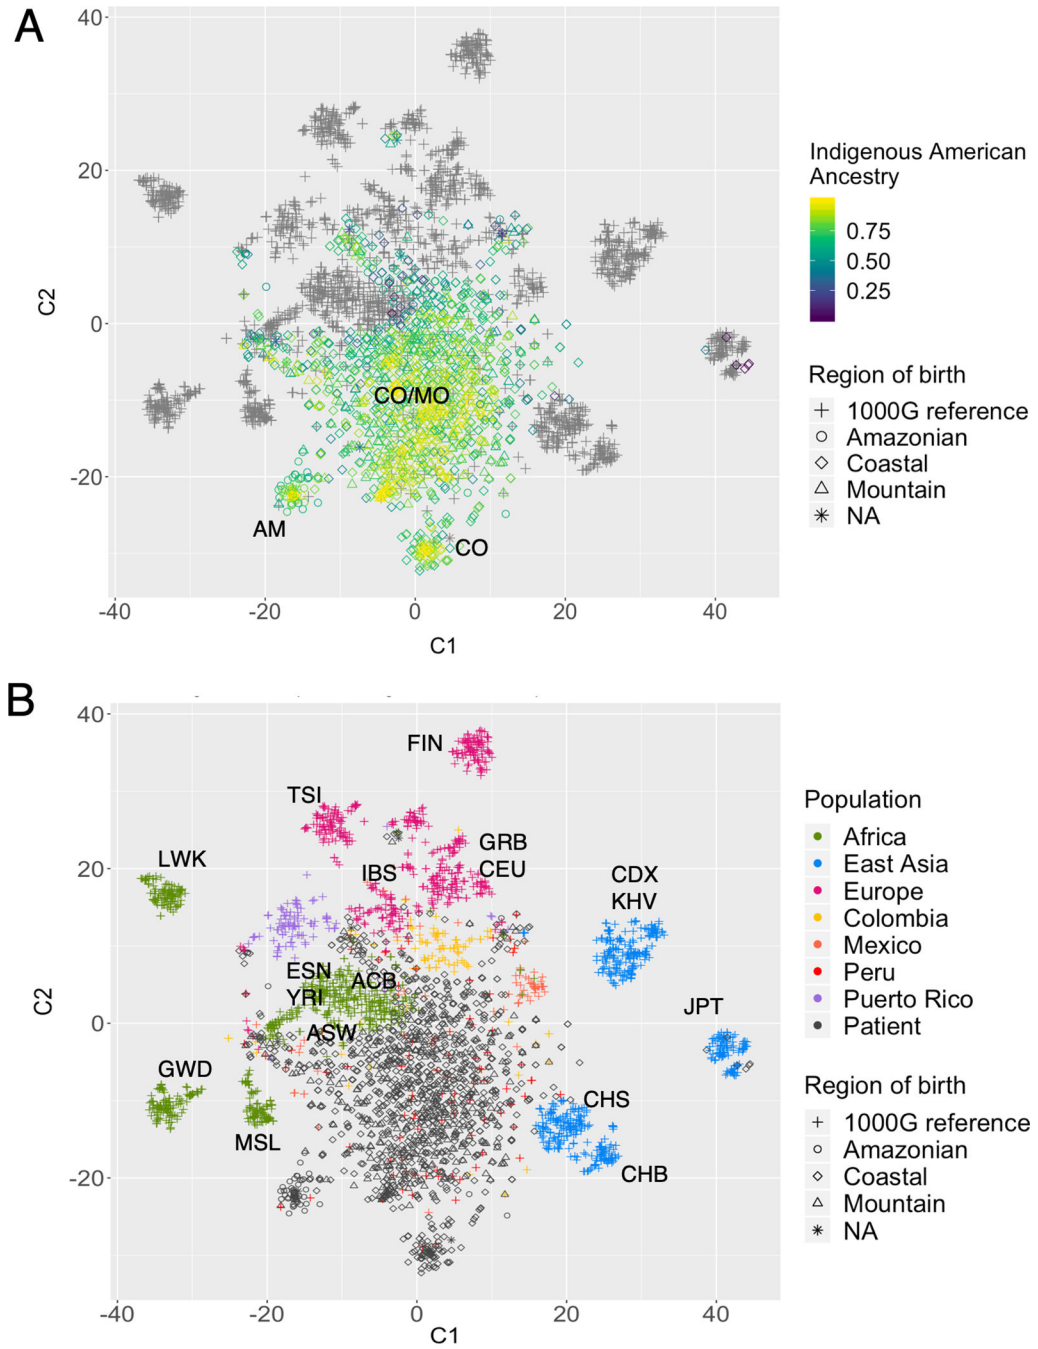 A
40
20
0
-20
C2
-40
-20
0
20
40
C1
CO/MO
AM
CO
Indigenous American
Ancestry
0.75
0.50
0.25
Region of birth
1000G reference
Amazonian
Coastal
Mountain
NA
B
40
20
0
-20
C2
-40
-20
0
20
40
C1
FIN
TSI
GRB
CEU
LWK
IBS
CDX
KHV
ESN
YRI
ACB
ASW
JPT
GWD
MSL
CHS
CHB
Population
Africa
East Asia
Europe
Colombia
Mexico
Peru
Puerto Rico
Patient
Region of birth
1000G reference
Amazonian
Coastal
Mountain
NA